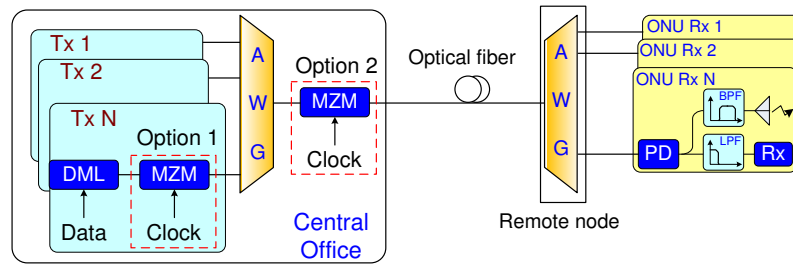 Tx 1
Tx 2
Tx N
Option 1
DML
MZM
Data
Clock
A
W
G
Option 2
MZM
Clock
Central
Office
Optical fiber
A
W
G
Remote node
ONU Rx 1
ONU Rx 2
ONU Rx N
BPF
PD
LPF
Rx